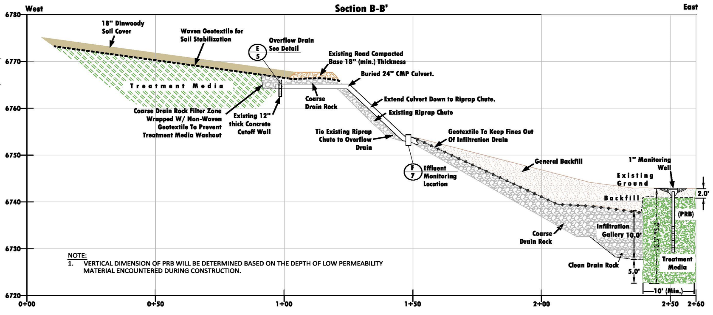 West
Section B-B'
East
6780
6770
6760
6750
6740
6730
6720
18" Diawoody
Soil Cover
Waves Geotextile for
Soil Stabilization
E
5
Overflow Drain
See Detail
Existing Road Compacted
Base 18" (min.) Thickness
Buried 24" CMP Culvert.
Treatment Media
Extend Culvert Down to Riprap Chute.
Coarse Drain Rock Filter Zone
Wrapped W/ Non-Waves
Geotextile To Prevent
Treatment Media Washout
Existing 12"
thick Concrete
Cutoff Wall
Coarse
Drain Rock
Existing Riprap Chute
Tie Existing Riprap
Chute to Overflow
Drain
Geotextile To Keep Fines Out
Of Infiltration Drain
General Backfill
1" Monitoring
Well
7
Effluent
Monitoring
Location
Existing
Ground
2.0'
Backfill
(PRB)
Infiltration
Gallery
10.0'
Coarse
Drain Rock
Clean Drain Rock
Treatment
Media
5.0'
10' (Min.)
NOTE:
1. VERTICAL DIMENSION OF PRB WILL BE DETERMINED BASED ON THE DEPTH OF LOW PERMEABILITY
MATERIAL ENCOUNTERED DURING CONSTRUCTION.
0+00
0+50
1+00
1+50
2+00
2+50
2+60